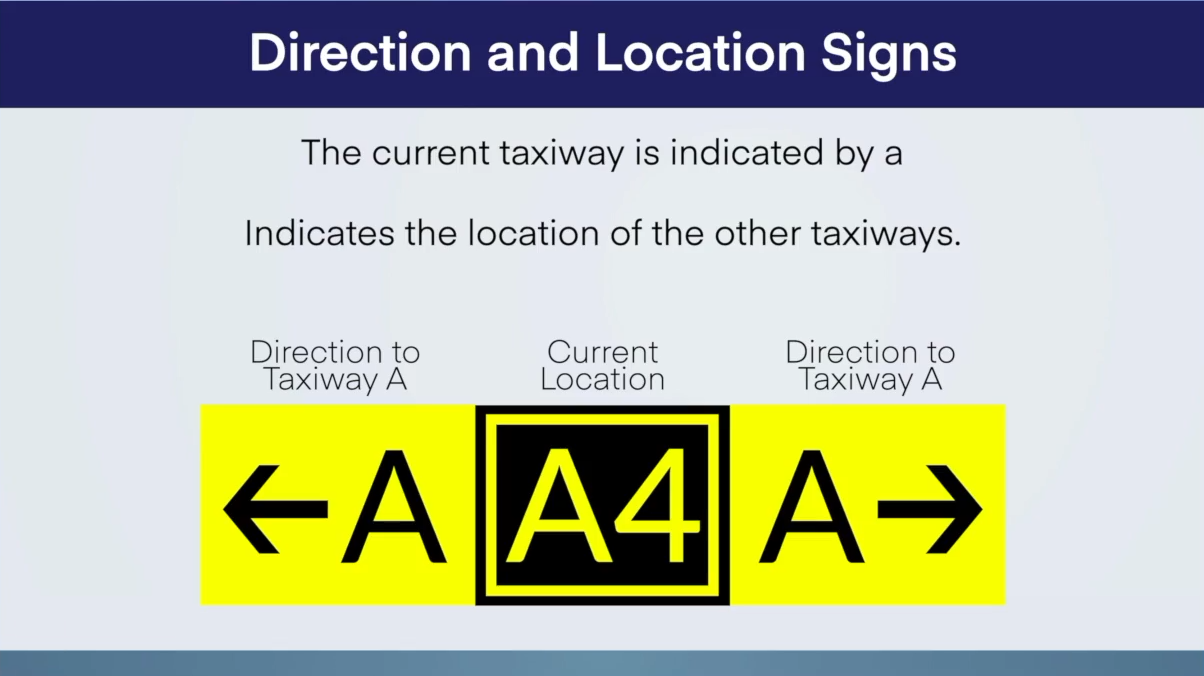 Direction and Location Signs
The current taxiway is indicated by a
Indicates the location of the other taxiways.
Direction to
Taxiway A
Current
Location
Direction to
Taxiway A
←A A4 A→